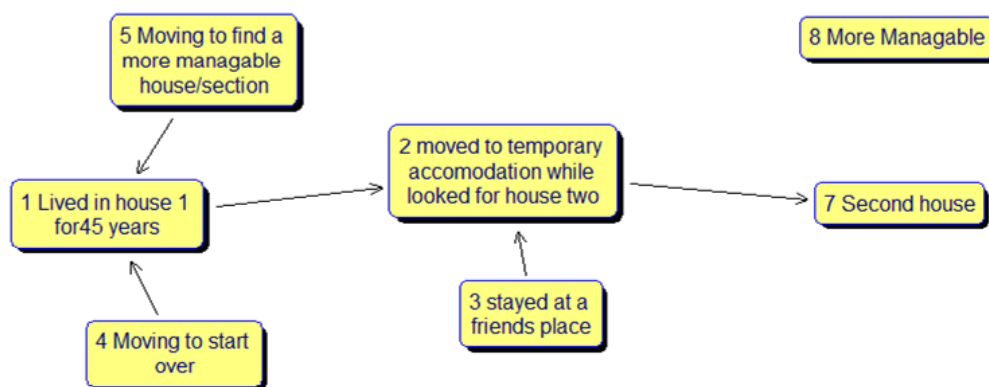 5 Moving to find a
more managable
house/section
8 More Managable
2 moved to temporary
accomodation while
looked for house two
1 Lived in house 1
for45 years
7 Second house
3 stayed at a
friends place
4 Moving to start
over